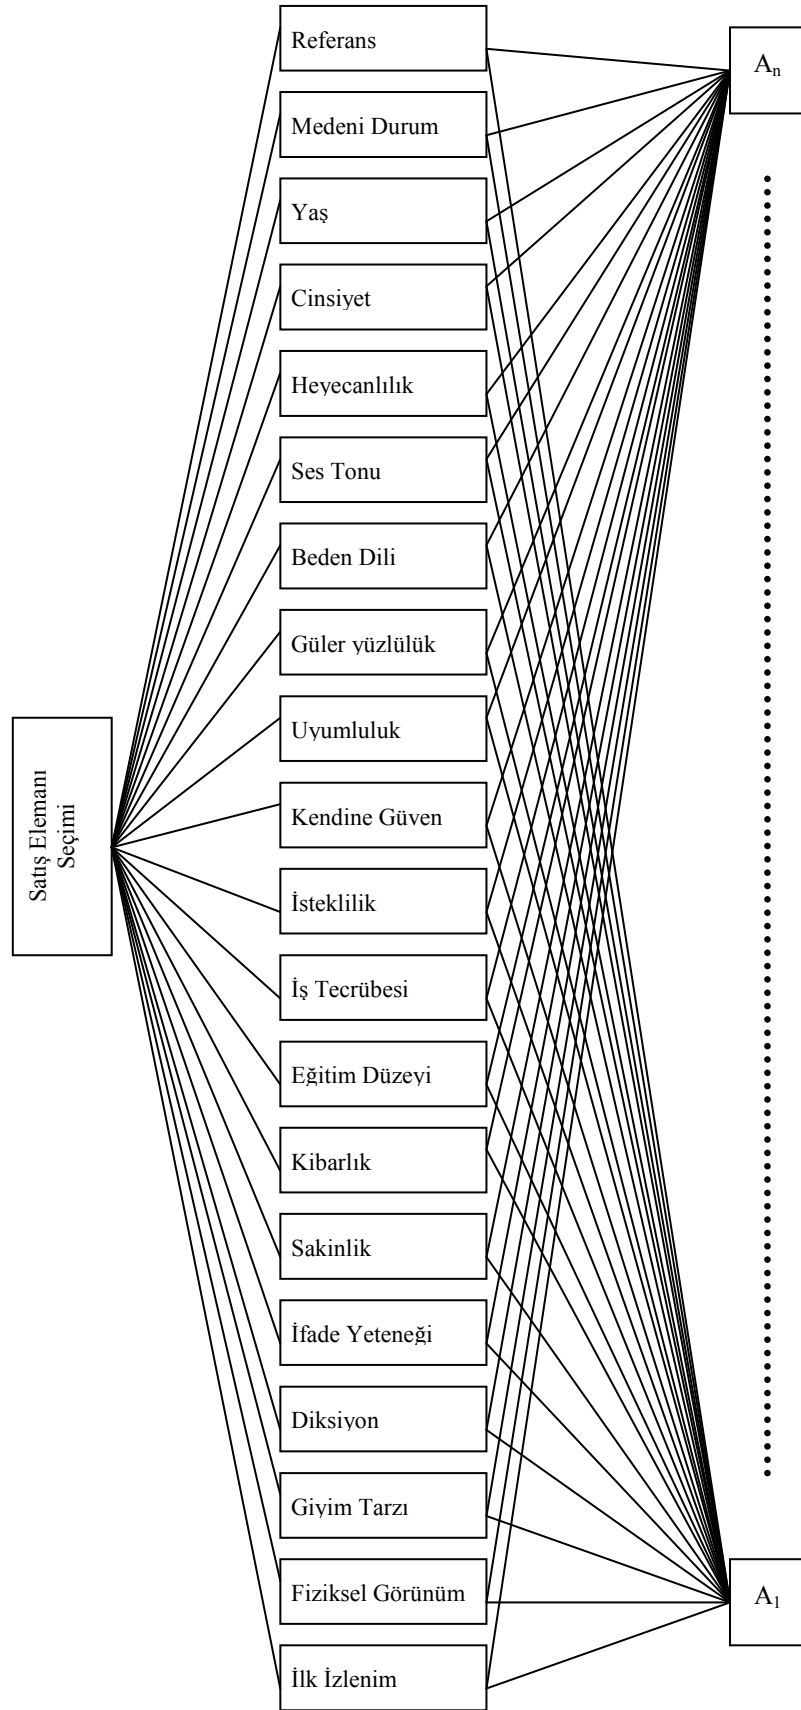 Satış Elemanı
Seçimi
Referans
Medeni Durum
Yaş
Cinsiyet
Heyecanlılık
Ses Tonu
Beden Dili
Güler yüzlülük
Uyumluluk
Kendine Güven
İsteklilik
İş Tecrübesi
Eğitim Düzeyi
Kibarlık
Sakinlik
İfade Yeteneği
Diksiyon
Giyim Tarzı
Fiziksel Görünüm
İlk İzlenim
Aₙ
A₁